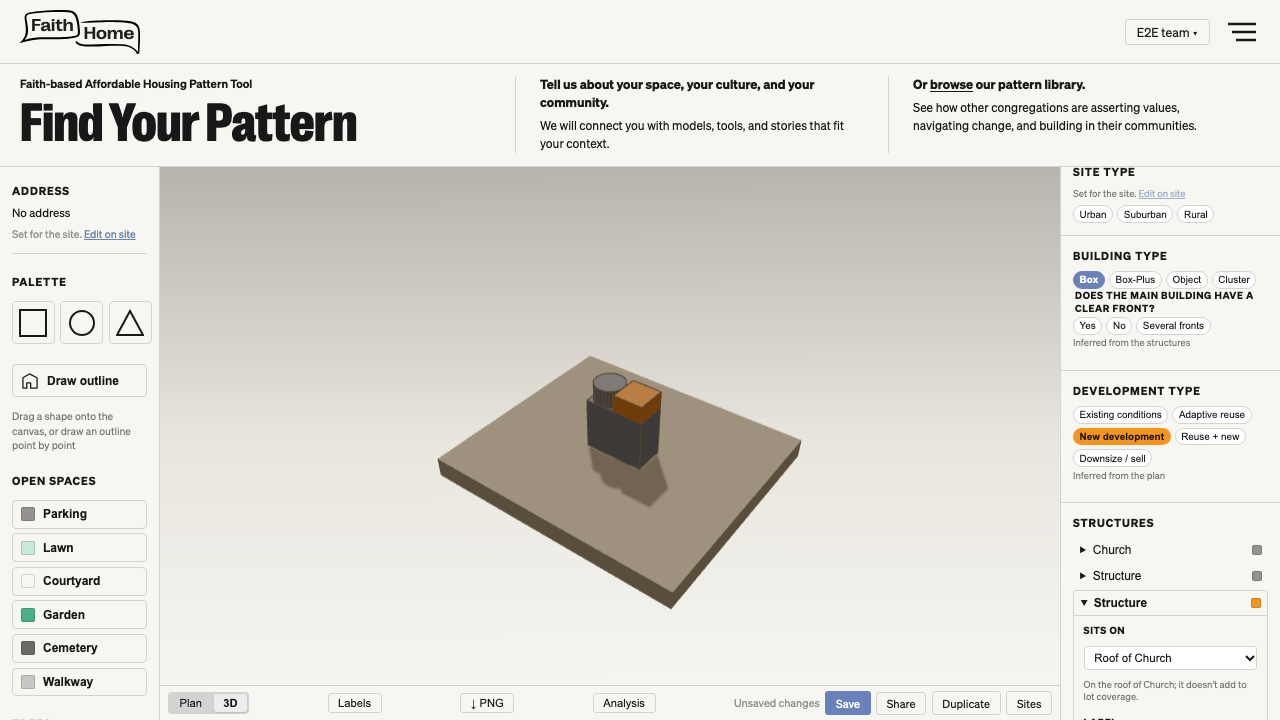 Faith
Home
E2E team ▾
Faith-based Affordable Housing Pattern Tool
Find Your Pattern
Tell us about your space, your culture, and your
community.
We will connect you with models, tools, and stories that fit
your context.
Or browse our pattern library.
See how other congregations are asserting values,
navigating change, and building in their communities.
ADDRESS
No address
Set for the site. Edit on site
PALETTE
Draw outline
Drag a shape onto the
canvas, or draw an outline
point by point
OPEN SPACES
Parking
Lawn
Courtyard
Garden
Cemetery
Walkway
Plan
3D
Labels
↓ PNG
Analysis
Unsaved changes
Save
Share
Duplicate
Sites
SITE TYPE
Set for the site. Edit on site
Urban
Suburban
Rural
BUILDING TYPE
Box
Box-Plus
Object
Cluster
DOES THE MAIN BUILDING HAVE A
CLEAR FRONT?
Yes
No
Several fronts
Inferred from the structures
DEVELOPMENT TYPE
Existing conditions
Adaptive reuse
New development
Reuse + new
Downsize / sell
Inferred from the plan
STRUCTURES
Church
Structure
Structure
SITS ON
Roof of Church
On the roof of Church; it doesn't add to
lot coverage.